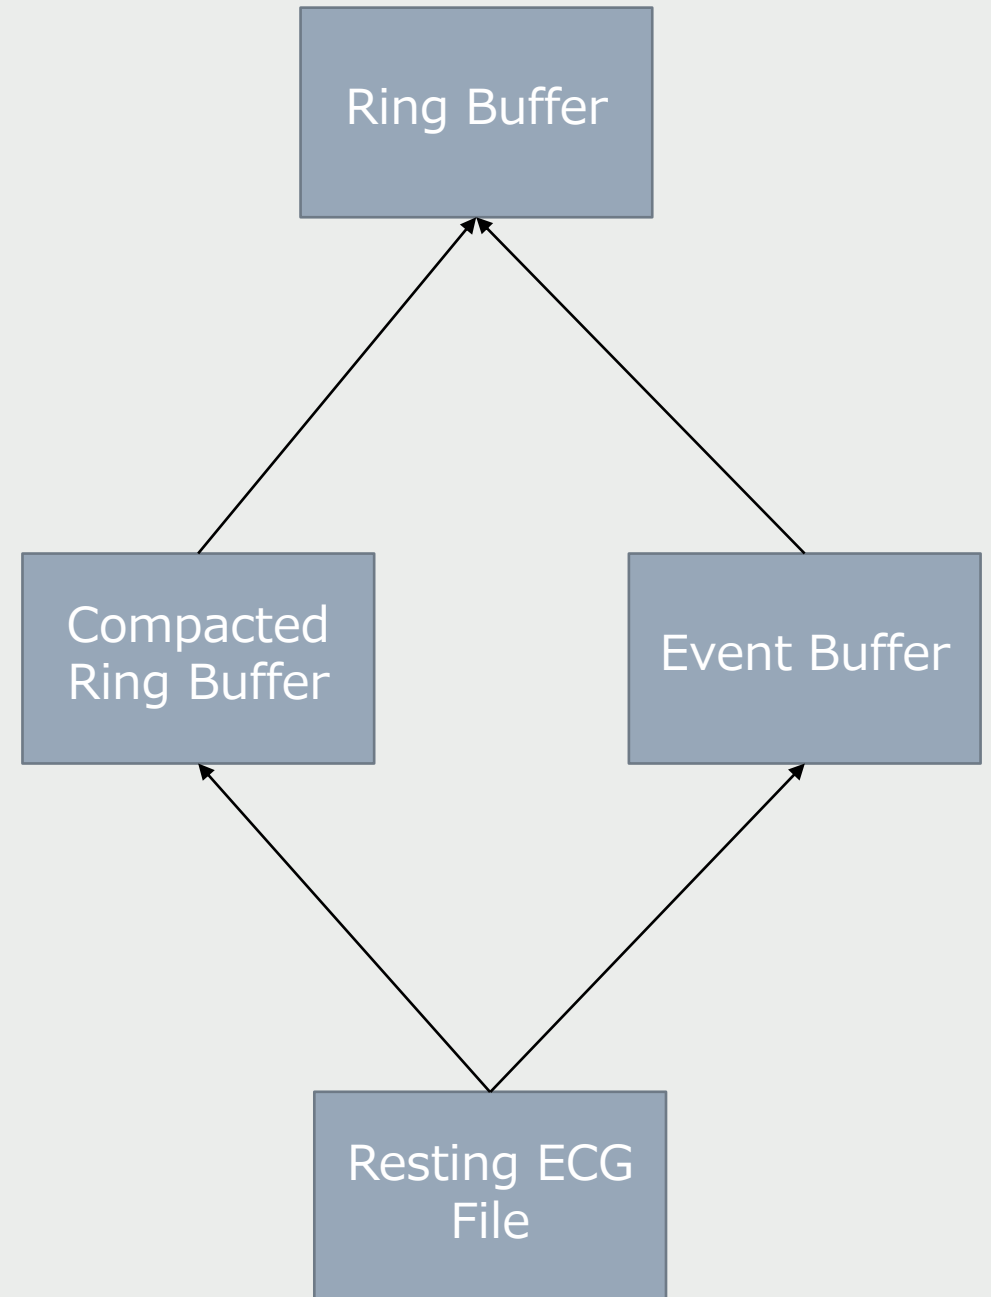 Ring Buffer
Compacted
Ring Buffer
Event Buffer
Resting ECG
File